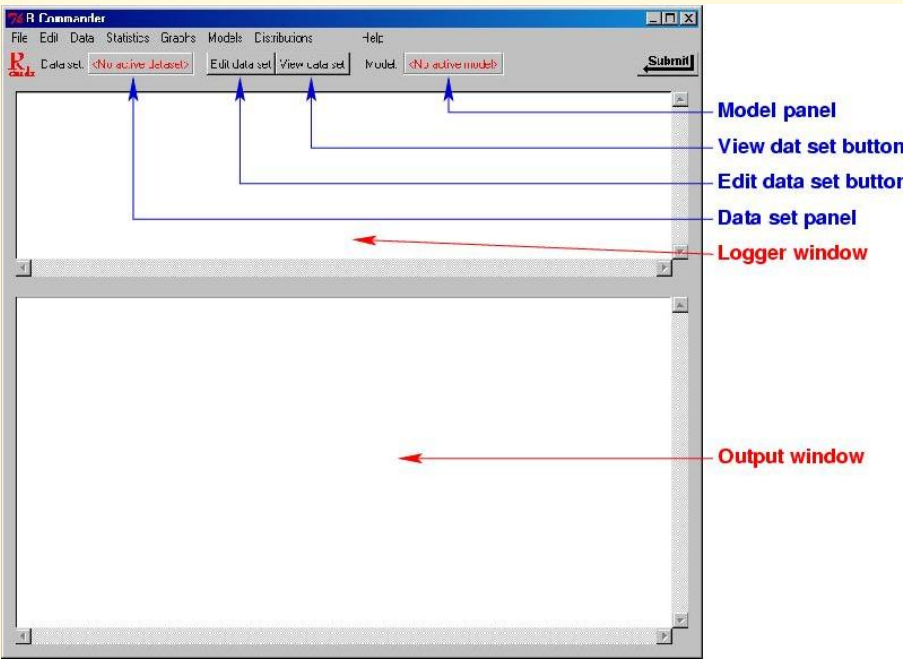 R Commander
File Edit Data Statistics Graphs Models Distributions Help
R cmdr Data set: <No active dataset> Edit data set View data set Model: <No active model> Submit
Model panel
View dat set button
Edit data set button
Data set panel
Logger window
Output window